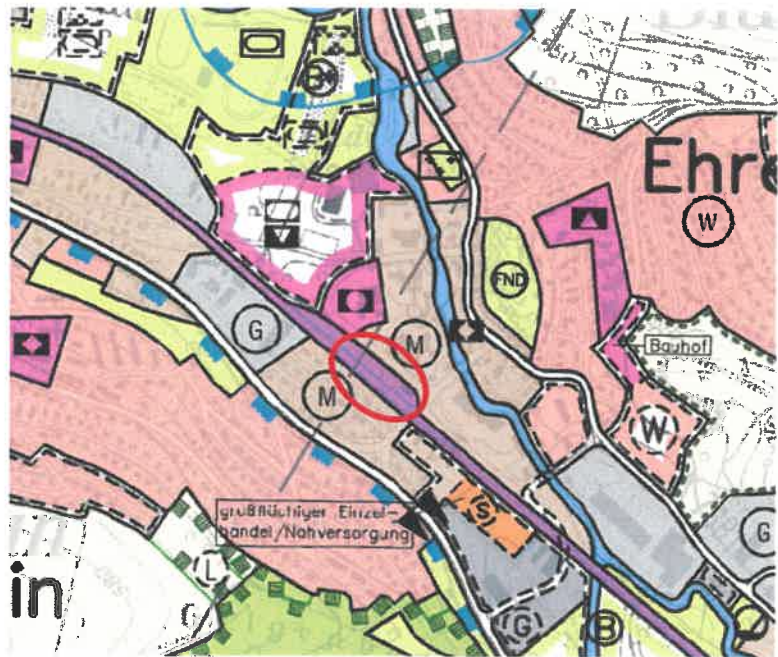 B
Ehre
W
FND
G
M
M
Bauhof
W
S
großflächiger Einzel-
handel/Nahversorgung
G
L
in
G
B